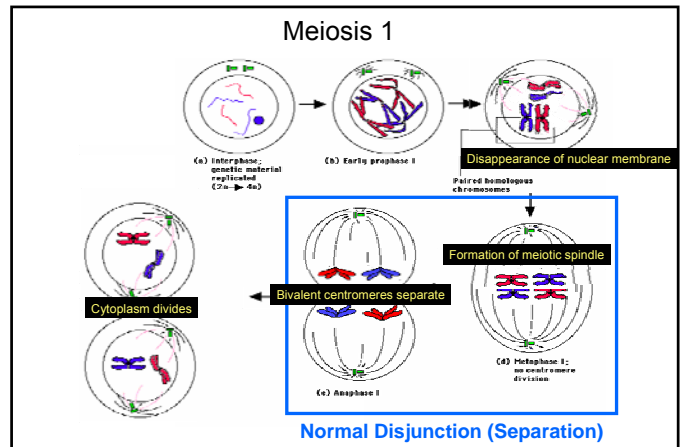 Meiosis 1
(a) Interphase;
genetic material
replicated
(2n→4n)
(b) Early prophase I
Disappearance of nuclear membrane
Paired homologous
chromosomes
Formation of meiotic spindle
(d) Metaphase I;
no centromere
division
Bivalent centromeres separate
(e) Anaphase I
Cytoplasm divides
Normal Disjunction (Separation)